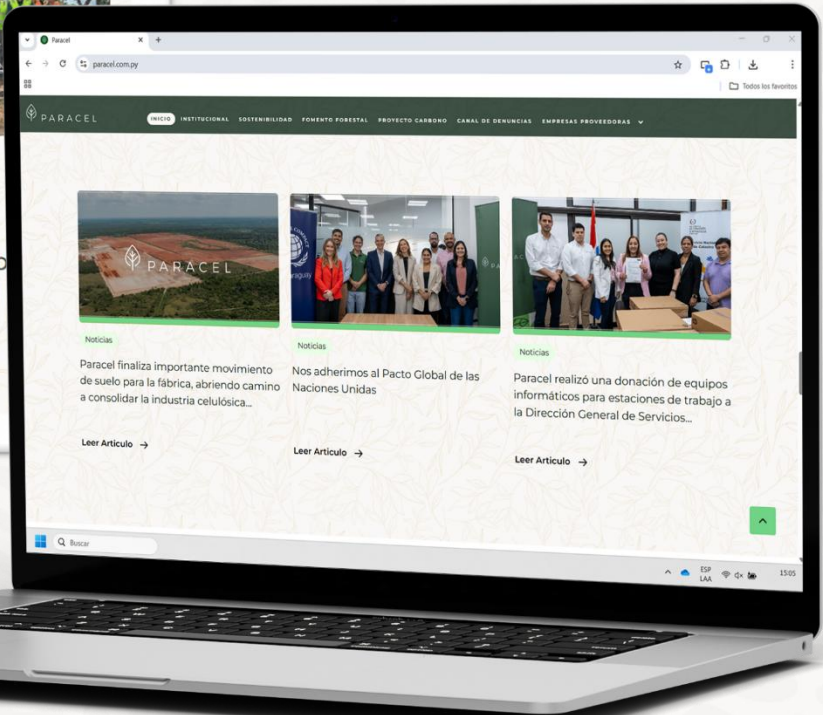 Paracel
paracel.com.py
Todos los favoritos
PARACEL
INICIO INSTITUCIONAL SOSTENIBILIDAD FOMENTO FORESTAL PROYECTO CARBONO CANAL DE DENUNCIAS EMPRESAS PROVEEDORAS
PARACEL
Noticias
Paracel finaliza importante movimiento
de suelo para la fábrica, abriendo camino
a consolidar la industria celulósica...
Leer Articulo →
Noticias
Nos adherimos al Pacto Global de las
Naciones Unidas
Leer Articulo →
Noticias
Paracel realizó una donación de equipos
informáticos para estaciones de trabajo a
la Dirección General de Servicios...
Leer Articulo →
Buscar
ESP
LAA
15:05